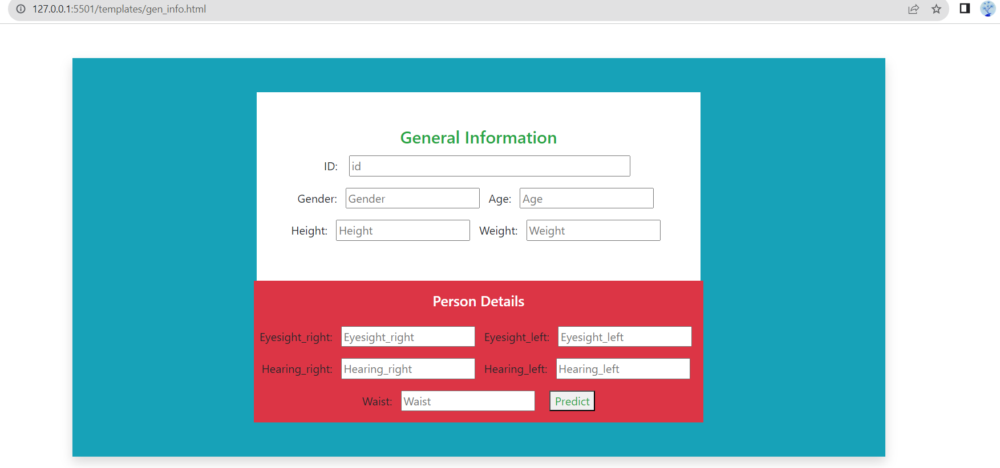 127.0.0.1:5501/templates/gen_info.html
General Information
ID: id
Gender: Gender Age: Age
Height: Height Weight: Weight
Person Details
Eyesight_right: Eyesight_right Eyesight_left: Eyesight_left
Hearing_right: Hearing_right Hearing_left: Hearing_left
Waist: Waist Predict